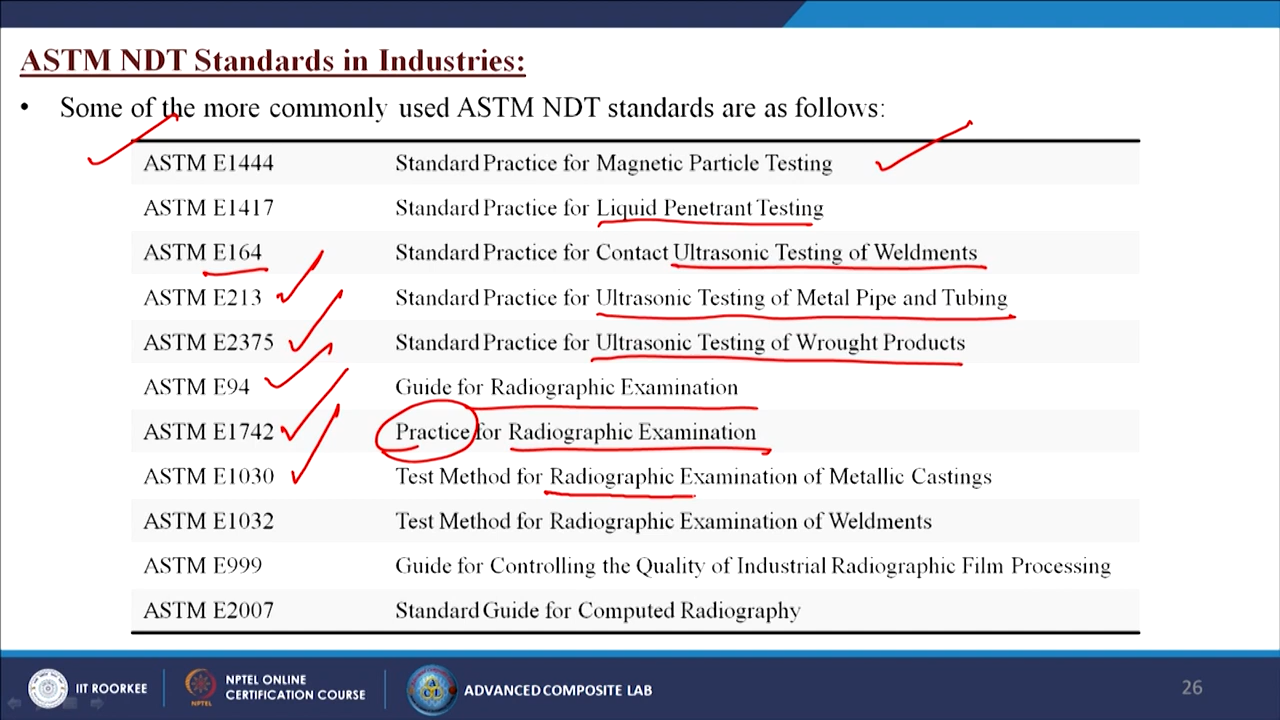 ASTM NDT Standards in Industries:
• Some of the more commonly used ASTM NDT standards are as follows:
ASTM E1444 Standard Practice for Magnetic Particle Testing
ASTM E1417 Standard Practice for Liquid Penetrant Testing
ASTM E164 Standard Practice for Contact Ultrasonic Testing of Weldments
ASTM E213 Standard Practice for Ultrasonic Testing of Metal Pipe and Tubing
ASTM E2375 Standard Practice for Ultrasonic Testing of Wrought Products
ASTM E94 Guide for Radiographic Examination
ASTM E1742 Practice for Radiographic Examination
ASTM E1030 Test Method for Radiographic Examination of Metallic Castings
ASTM E1032 Test Method for Radiographic Examination of Weldments
ASTM E999 Guide for Controlling the Quality of Industrial Radiographic Film Processing
ASTM E2007 Standard Guide for Computed Radiography
IIT ROORKEE
NPTEL
NPTEL ONLINE
CERTIFICATION COURSE
ACL
ADVANCED COMPOSITE LAB
26